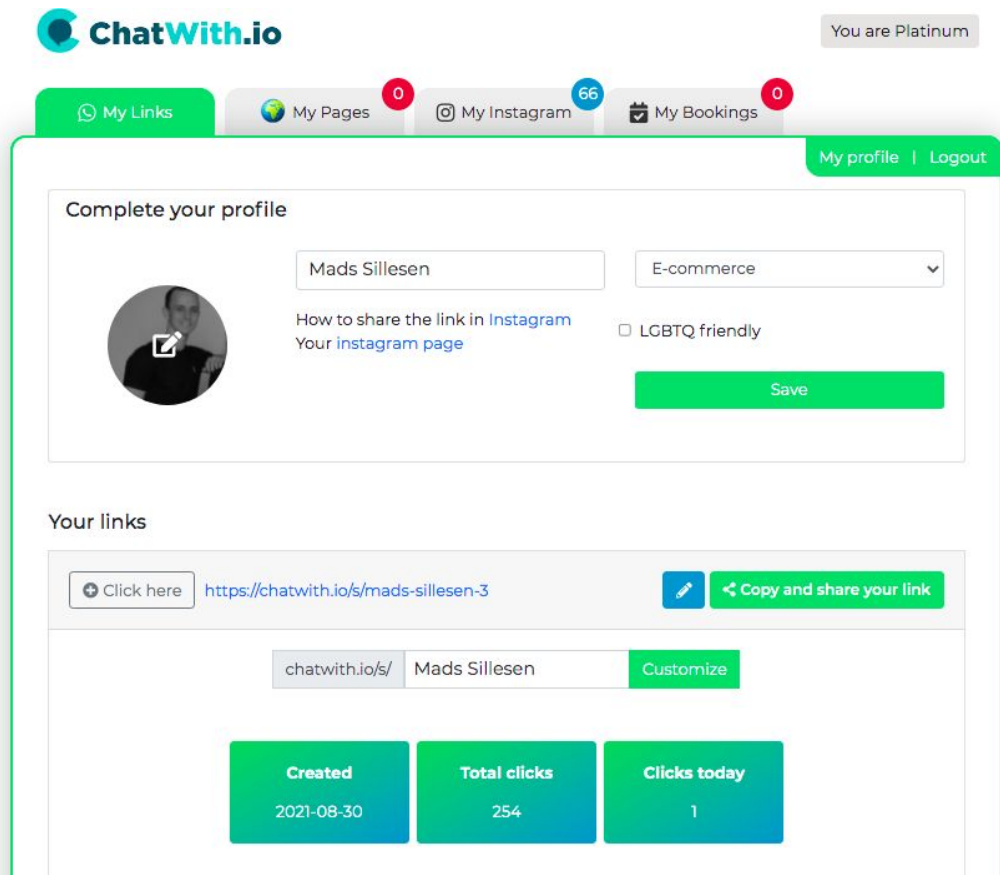 ChatWith.io
You are Platinum
My Links
My Pages 0
My Instagram 66
My Bookings 0
My profile | Logout
Complete your profile
Mads Sillesen
E-commerce
How to share the link in Instagram
Your instagram page
LGBTQ friendly
Save
Your links
Click here
https://chatwith.io/s/mads-sillesen-3
Copy and share your link
chatwith.io/s/ Mads Sillesen Customize
Created
2021-08-30
Total clicks
254
Clicks today
1